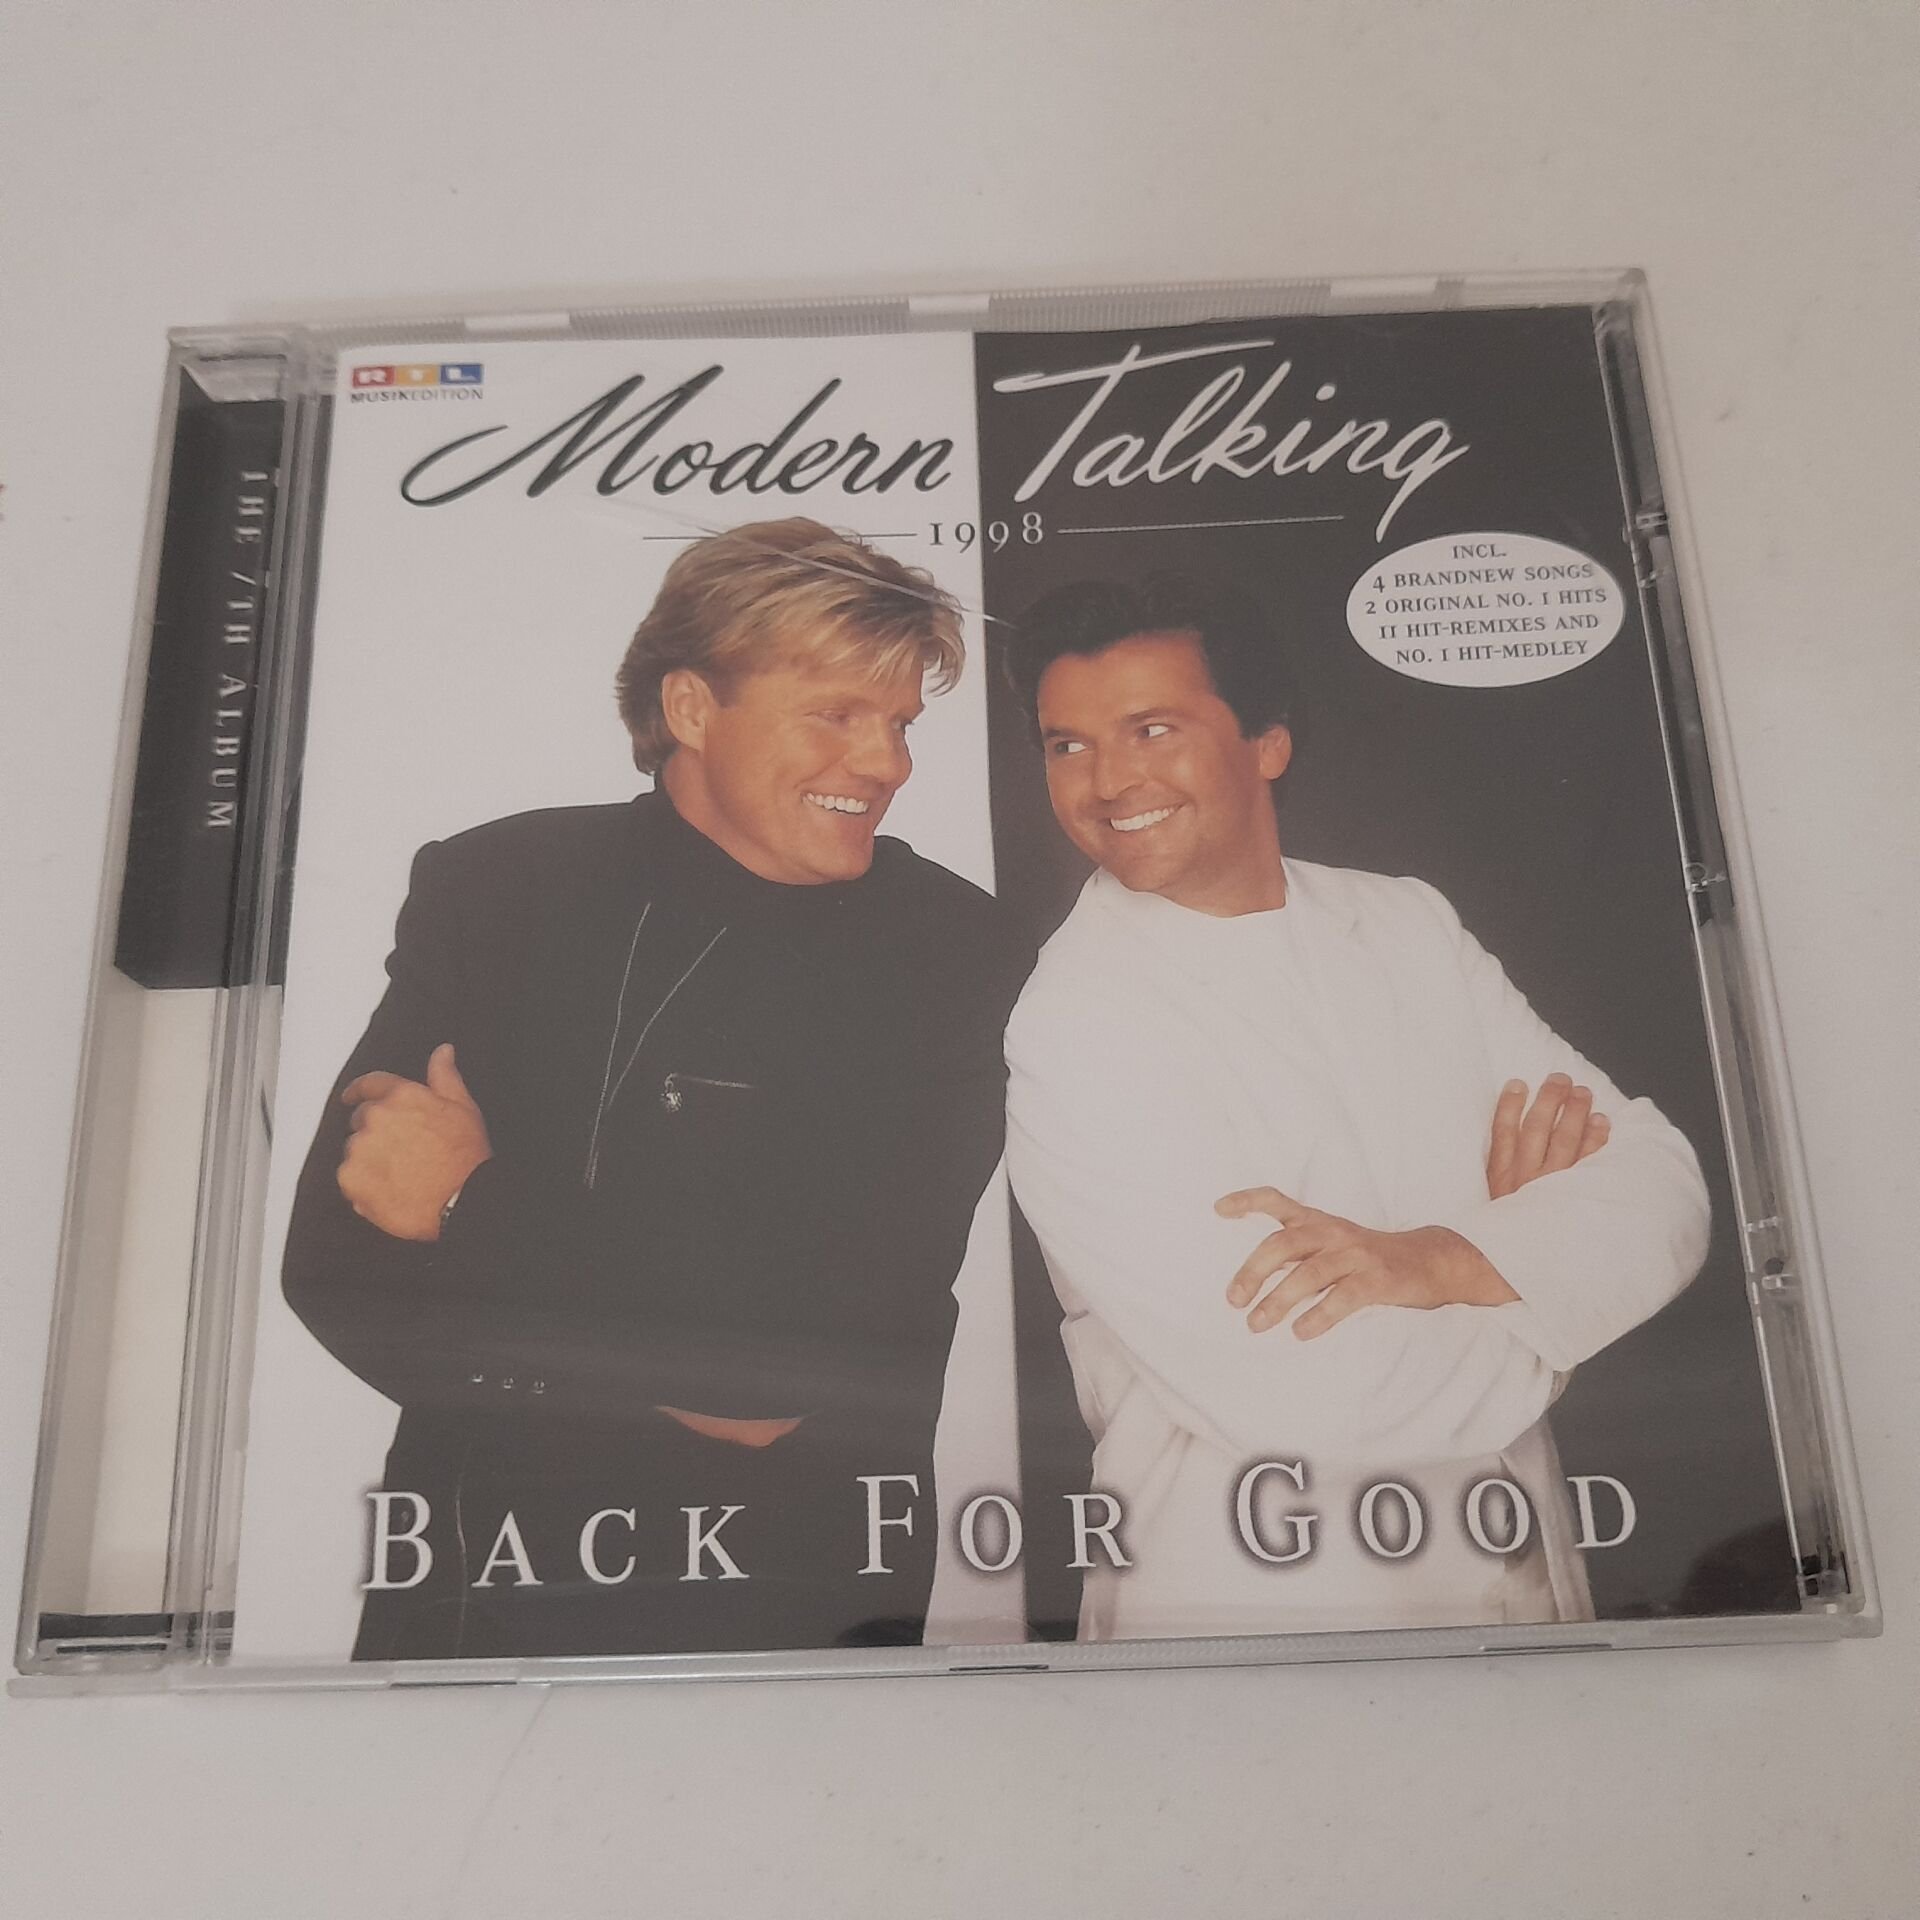 RTL
MUSIKEDITION
Modern Talking
1998
INCL.
4 BRANDNEW SONGS
2 ORIGINAL NO. 1 HITS
11 HIT-REMIXES AND
NO. 1 HIT-MEDLEY
THE 7TH ALBUM
BACK FOR GOOD